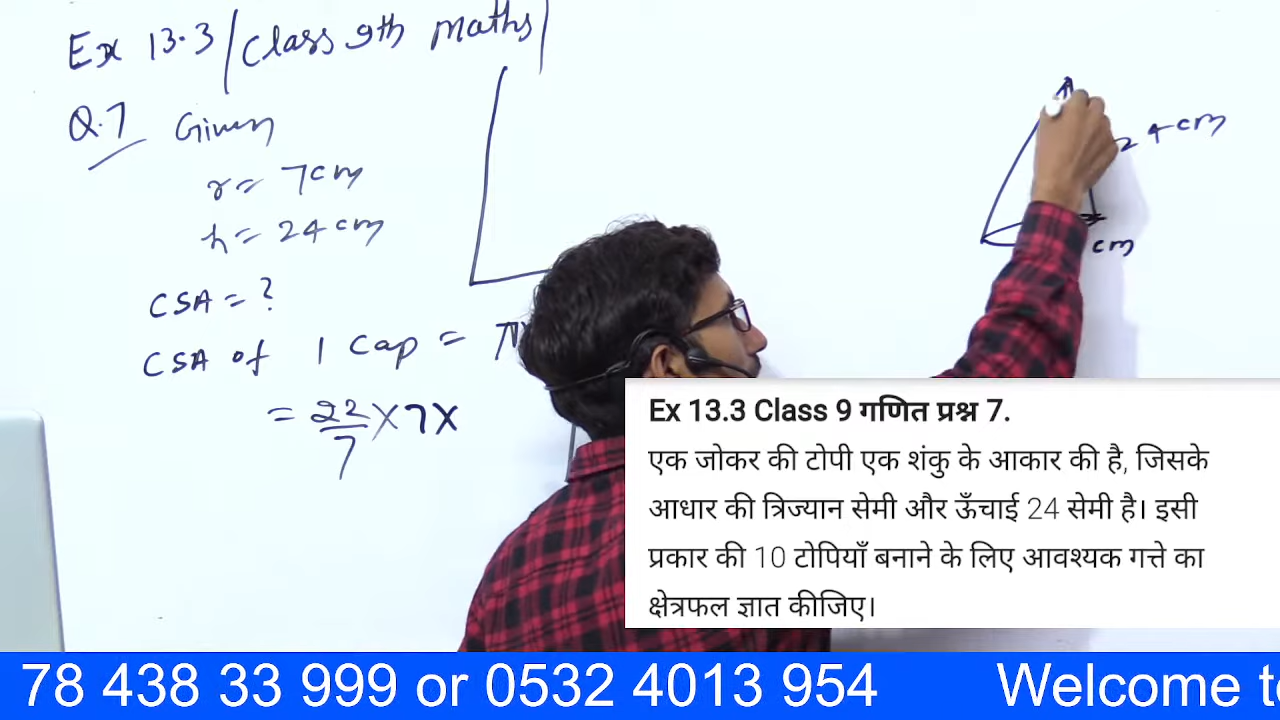 Ex 13.3 / Class 9th Maths /
Q.7 Given
r = 7 cm
h = 24 cm
CSA = ?
CSA of 1 Cap = π
= 22/7 × 7 ×
24 cm
cm
Ex 13.3 Class 9 गणित प्रश्न 7.
एक जोकर की टोपी एक शंकु के आकार की है, जिसके
आधार की त्रिज्यान सेमी और ऊँचाई 24 सेमी है। इसी
प्रकार की 10 टोपियाँ बनाने के लिए आवश्यक गत्ते का
क्षेत्रफल ज्ञात कीजिए।
78 438 33 999 or 0532 4013 954 Welcome